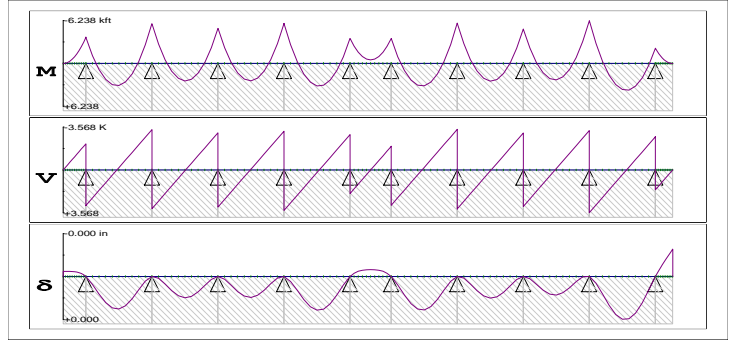 -6.238 kft
M
+6.238
-3.568 K
V
+3.568
0.000 in
δ
+0.000